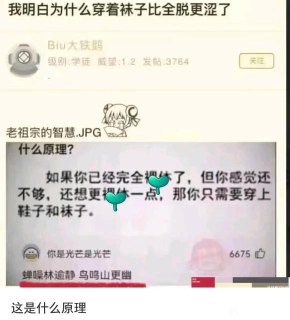 我明白为什么穿着袜子比全脱更涩了
Biu大铁鹅
级别:学徒 威望:1.2 发帖:3764
关注
老祖宗的智慧.JPG
什么原理?
如果你已经完全裸体了，但你感觉还
不够，还想更裸体一点，那你只需要穿上
鞋子和袜子。
你是光芒是光芒
6675
蝉噪林逾静 鸟鸣山更幽
这是什么原理